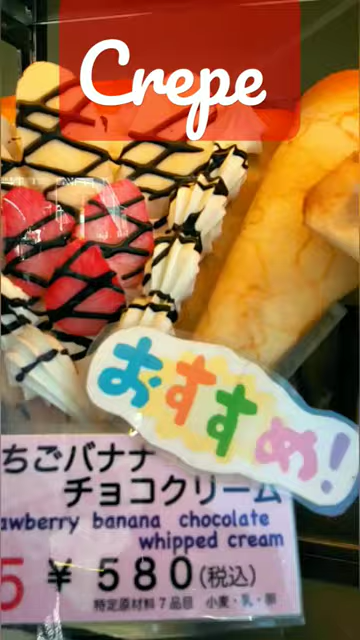 Crepe
おすすめ!
ちごバナナ
チョコクリーム
awberry banana chocolate
whipped cream
5 ¥580(税込)
特定原材料7品目 小麦・乳・卵